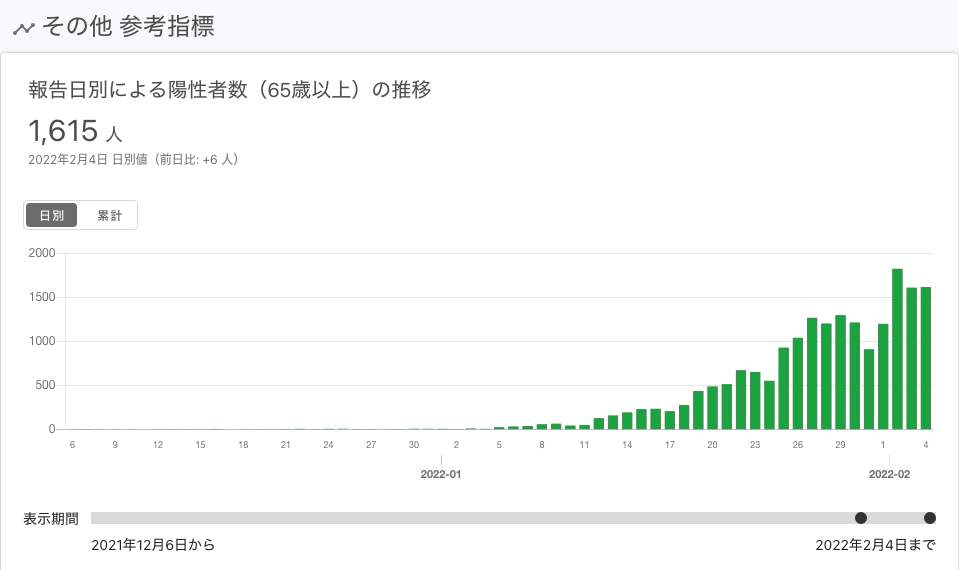 その他 参考指標
報告日別による陽性者数（65歳以上）の推移
1,615 人
2022年2月4日 日別値（前日比: +6 人）
日別 累計
2000
1500
1000
500
0
6 9 12 15 18 21 24 27 30 2 5 8 11 14 17 20 23 26 29 1 4
2022-01 2022-02
表示期間
2021年12月6日から 2022年2月4日まで